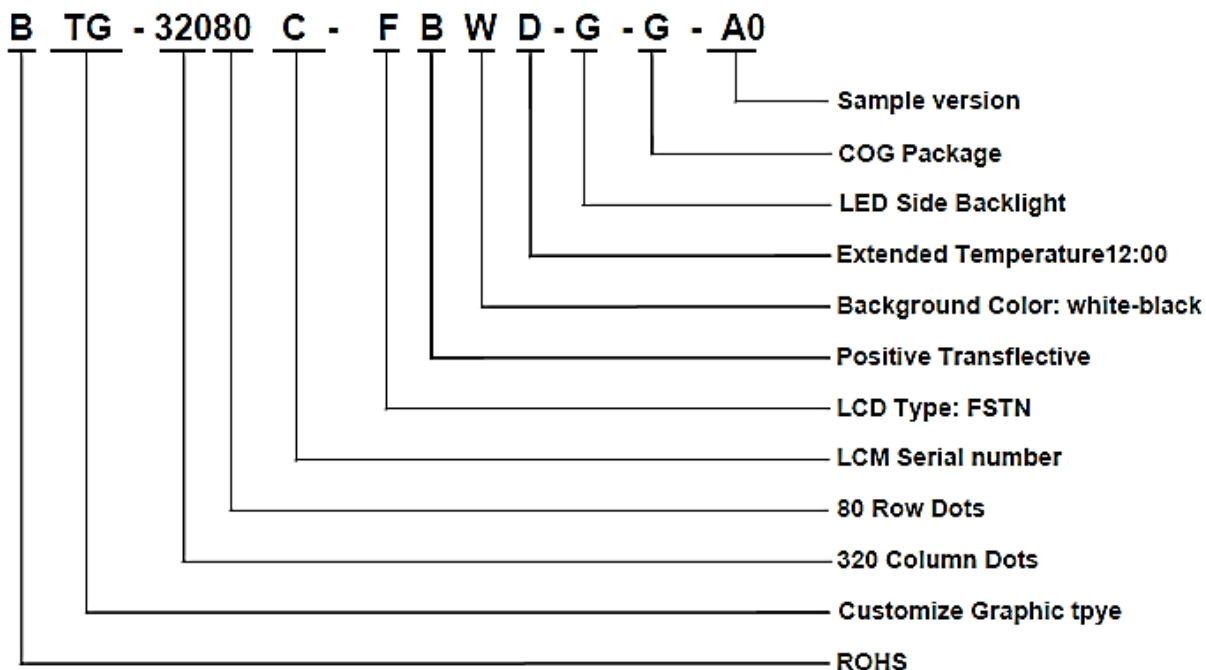 B TG - 32080 C - F B W D - G - G - A0
Sample version
COG Package
LED Side Backlight
Extended Temperature12:00
Background Color: white-black
Positive Transflective
LCD Type: FSTN
LCM Serial number
80 Row Dots
320 Column Dots
Customize Graphic tpye
ROHS